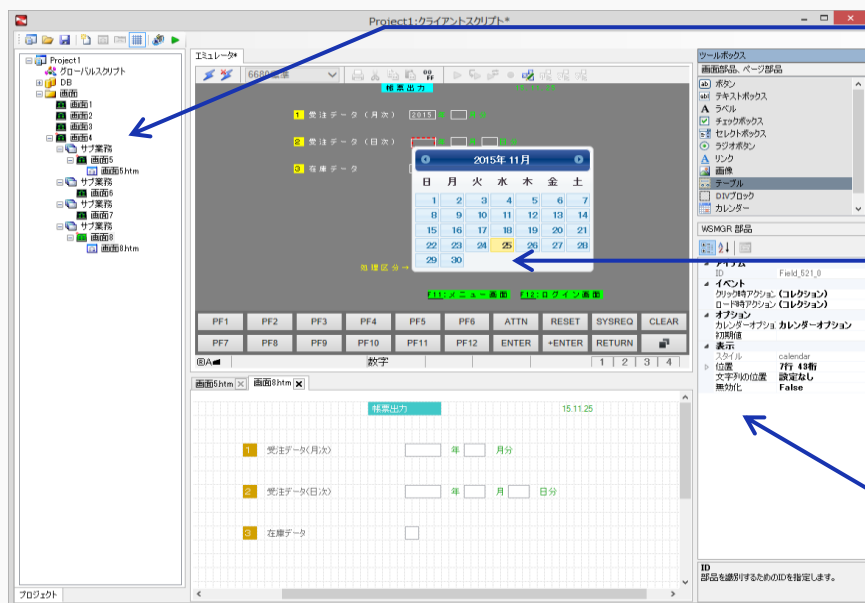 Project1:クライアントスクリプト*
Project1
グローバルスクリプト
DB
画面
画面1
画面2
画面3
画面4
サブ業務
画面5
画面5.htm
サブ業務
画面6
サブ業務
画面7
サブ業務
画面8
画面8.htm
プロジェクト
エミュレータ*
帳票出力
15.11.25
1 受注データ(月次) 2015 年 月分
2 受注データ(日次) 年 月 日分
3 在庫データ
2015年 11月
日 月 火 水 木 金 土
1 2 3 4 5 6 7
8 9 10 11 12 13 14
15 16 17 18 19 20 21
22 23 24 25 26 27 28
29 30
処理区分→
PF11:メニュー画面 PF12:ログイン画面
PF1 PF2 PF3 PF4 PF5 PF6 ATTN RESET SYSREQ CLEAR
PF7 PF8 PF9 PF10 PF11 PF12 ENTER +ENTER RETURN
数字
1 2 3 4
画面5.htm 画面8.htm
帳票出力 15.11.25
1 受注データ(月次) 年 月分
2 受注データ(日次) 年 月 日分
3 在庫データ
ツールボックス
画面部品、ページ部品
ボタン
テキストボックス
ラベル
チェックボックス
セレクトボックス
ラジオボタン
リンク
画像
テーブル
DIVブロック
カレンダー
WSMGR 部品
アイテム
ID Field_521_0
イベント
クリック時アクション (コレクション)
ロード時アクション (コレクション)
オプション
カレンダーオプショ カレンダーオプション
初期値
表示
スタイル calendar
位置 7行 43桁
文字列の位置 設定なし
無効化 False
ID
部品を識別するためのIDを指定します。